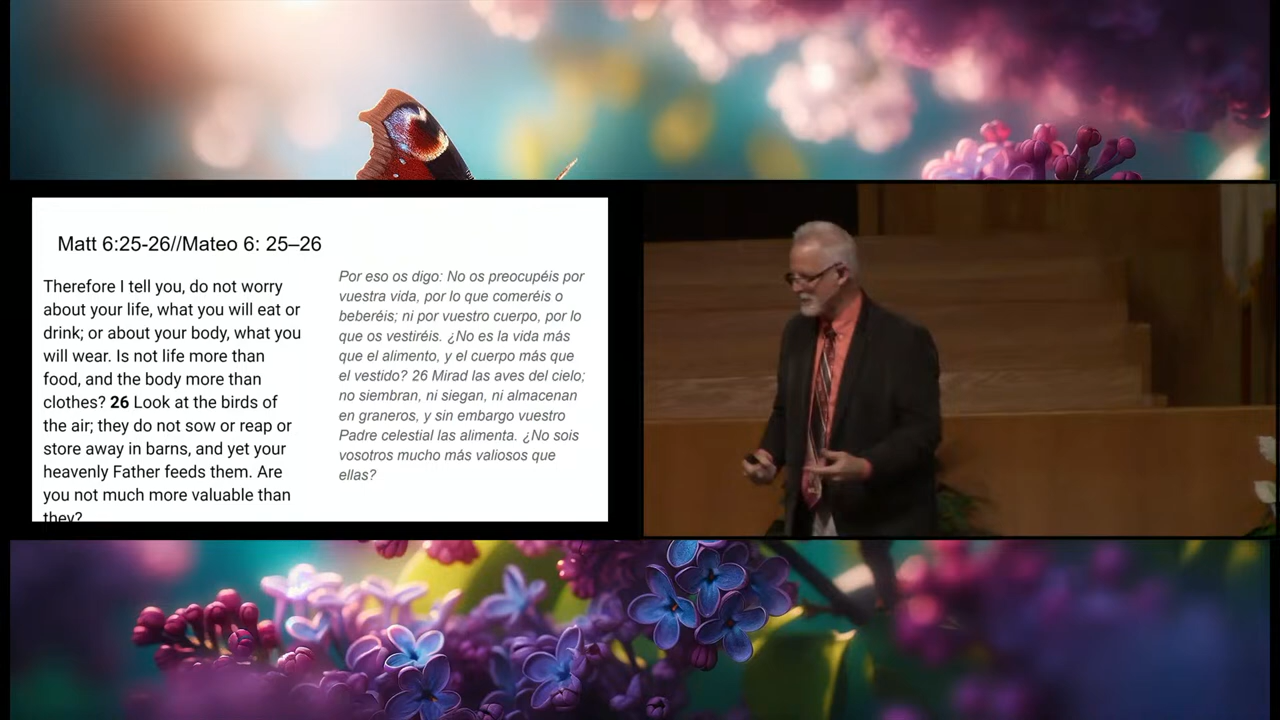 Matt 6:25-26//Mateo 6: 25–26
Therefore I tell you, do not worry
about your life, what you will eat or
drink; or about your body, what you
will wear. Is not life more than
food, and the body more than
clothes? 26 Look at the birds of
the air; they do not sow or reap or
store away in barns, and yet your
heavenly Father feeds them. Are
you not much more valuable than
they?
Por eso os digo: No os preocupéis por
vuestra vida, por lo que comeréis o
beberéis; ni por vuestro cuerpo, por lo
que os vestiréis. ¿No es la vida más
que el alimento, y el cuerpo más que
el vestido? 26 Mirad las aves del cielo;
no siembran, ni siegan, ni almacenan
en graneros, y sin embargo vuestro
Padre celestial las alimenta. ¿No sois
vosotros mucho más valiosos que
ellas?